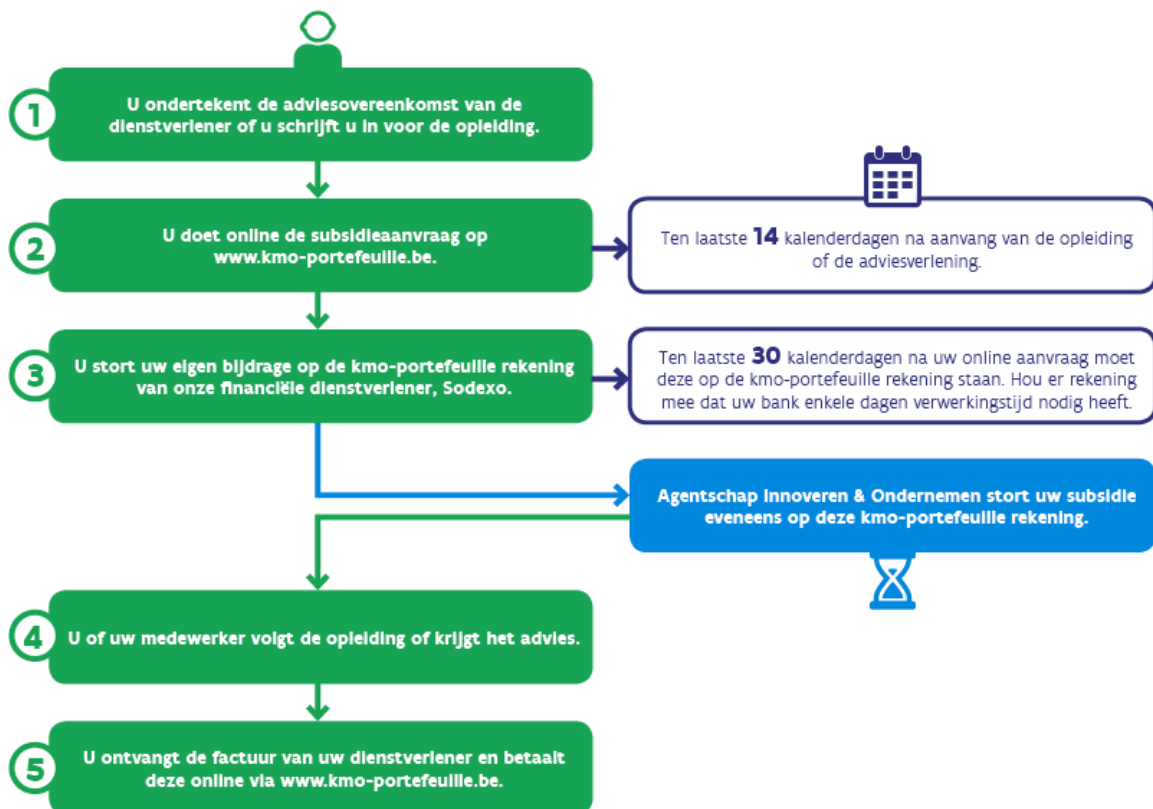 1
U ondertekent de adviesovereenkomst van de
dienstverlener of u schrijft u in voor de opleiding.
2
U doet online de subsidieaanvraag op
www.kmo-portefeuille.be.
Ten laatste 14 kalenderdagen na aanvang van de opleiding
of de adviesverlening.
3
U stort uw eigen bijdrage op de kmo-portefeuille rekening
van onze financiële dienstverlener, Sodexo.
Ten laatste 30 kalenderdagen na uw online aanvraag moet
deze op de kmo-portefeuille rekening staan. Hou er rekening
mee dat uw bank enkele dagen verwerkingstijd nodig heeft.
Agentschap Innoveren & Ondernemen stort uw subsidie
eveneens op deze kmo-portefeuille rekening.
4
U of uw medewerker volgt de opleiding of krijgt het advies.
5
U ontvangt de factuur van uw dienstverlener en betaalt
deze online via www.kmo-portefeuille.be.